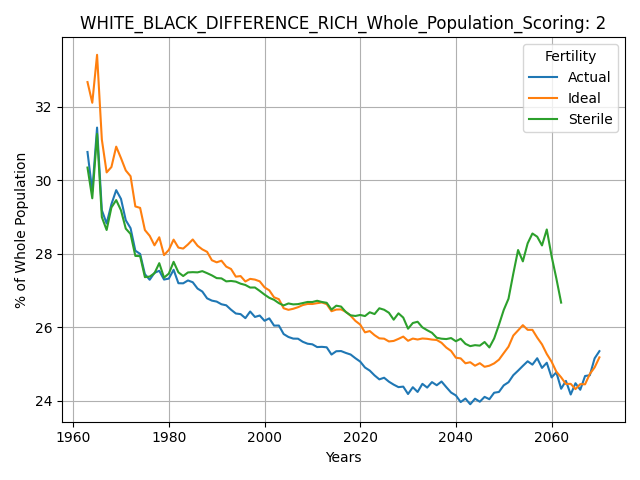 WHITE_BLACK_DIFFERENCE_RICH_Whole_Population_Scoring: 2
Fertility
Actual
Ideal
Sterile
% of Whole Population
32
30
28
26
24
1960
1980
2000
2020
2040
2060
Years